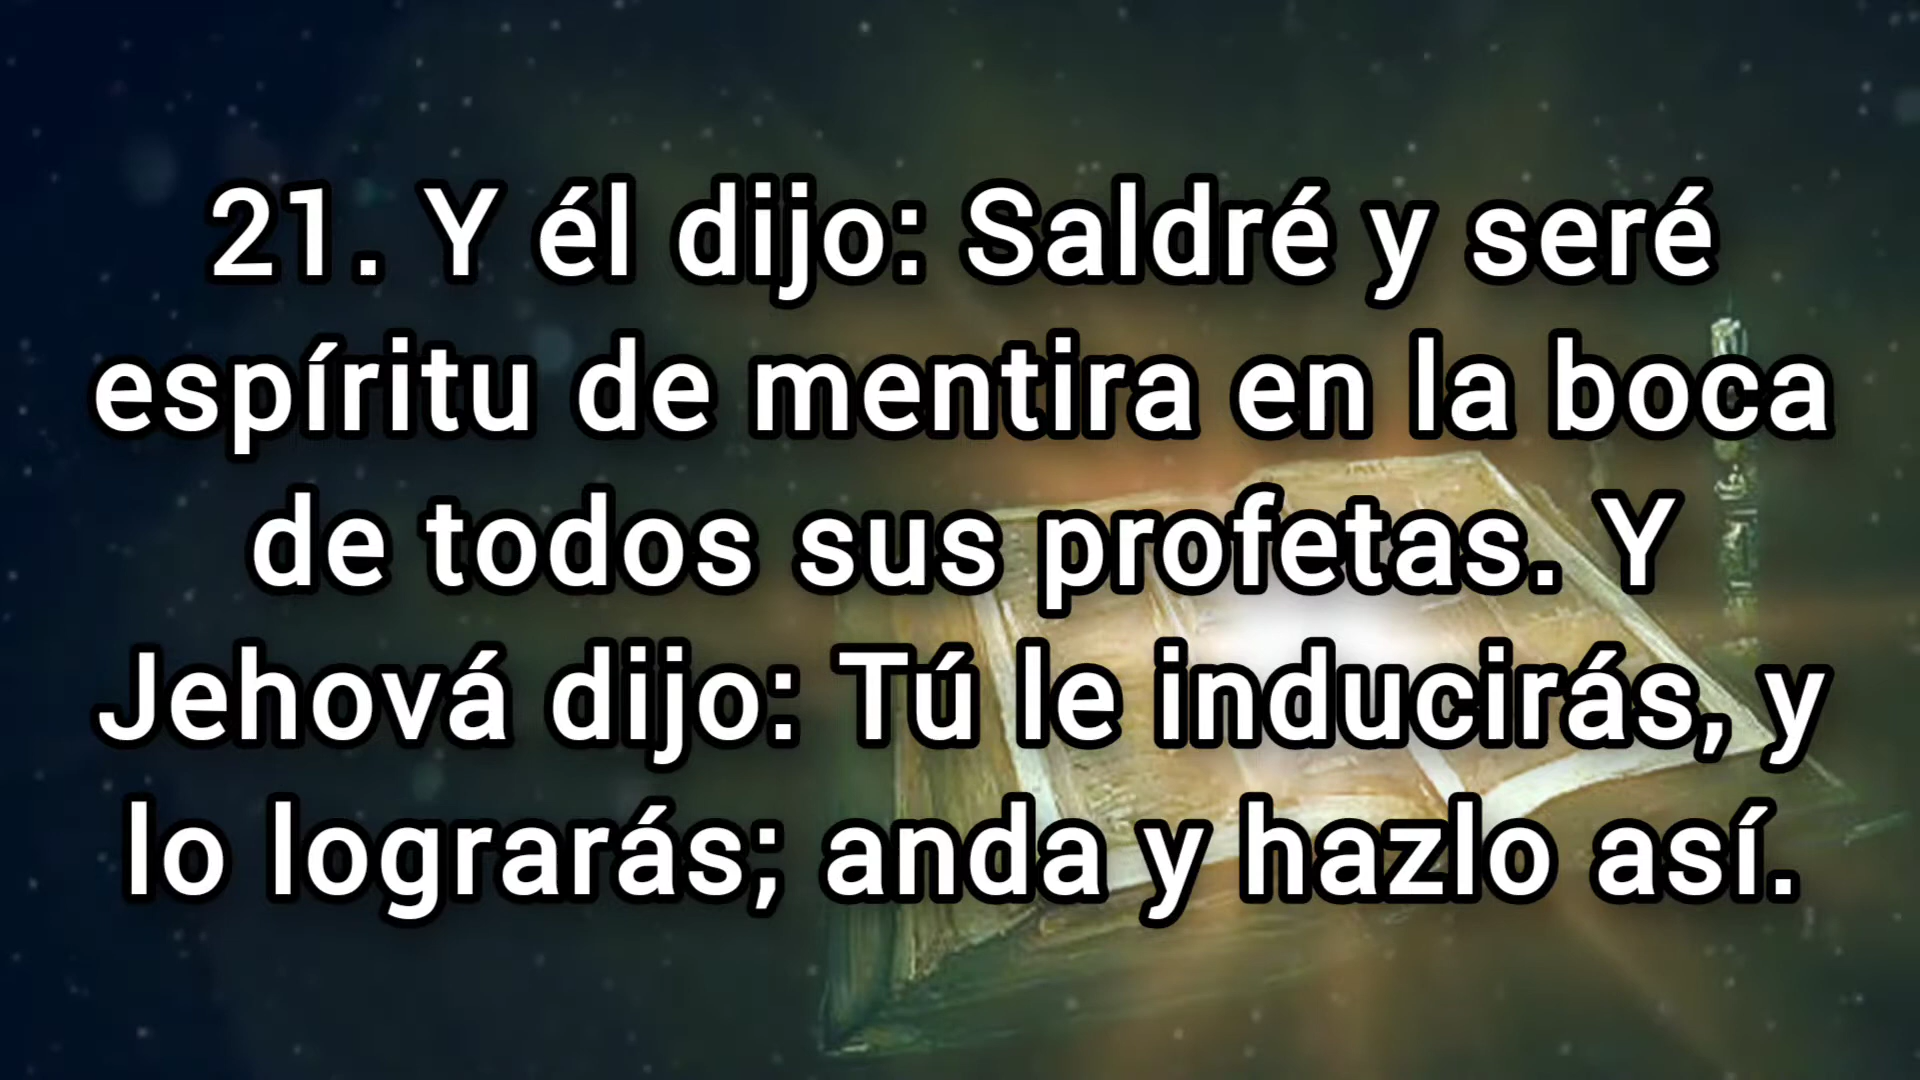 21. Y él dijo: Saldré y seré
espíritu de mentira en la boca
de todos sus profetas. Y
Jehová dijo: Tú le inducirás, y
lo lograrás; anda y hazlo así.